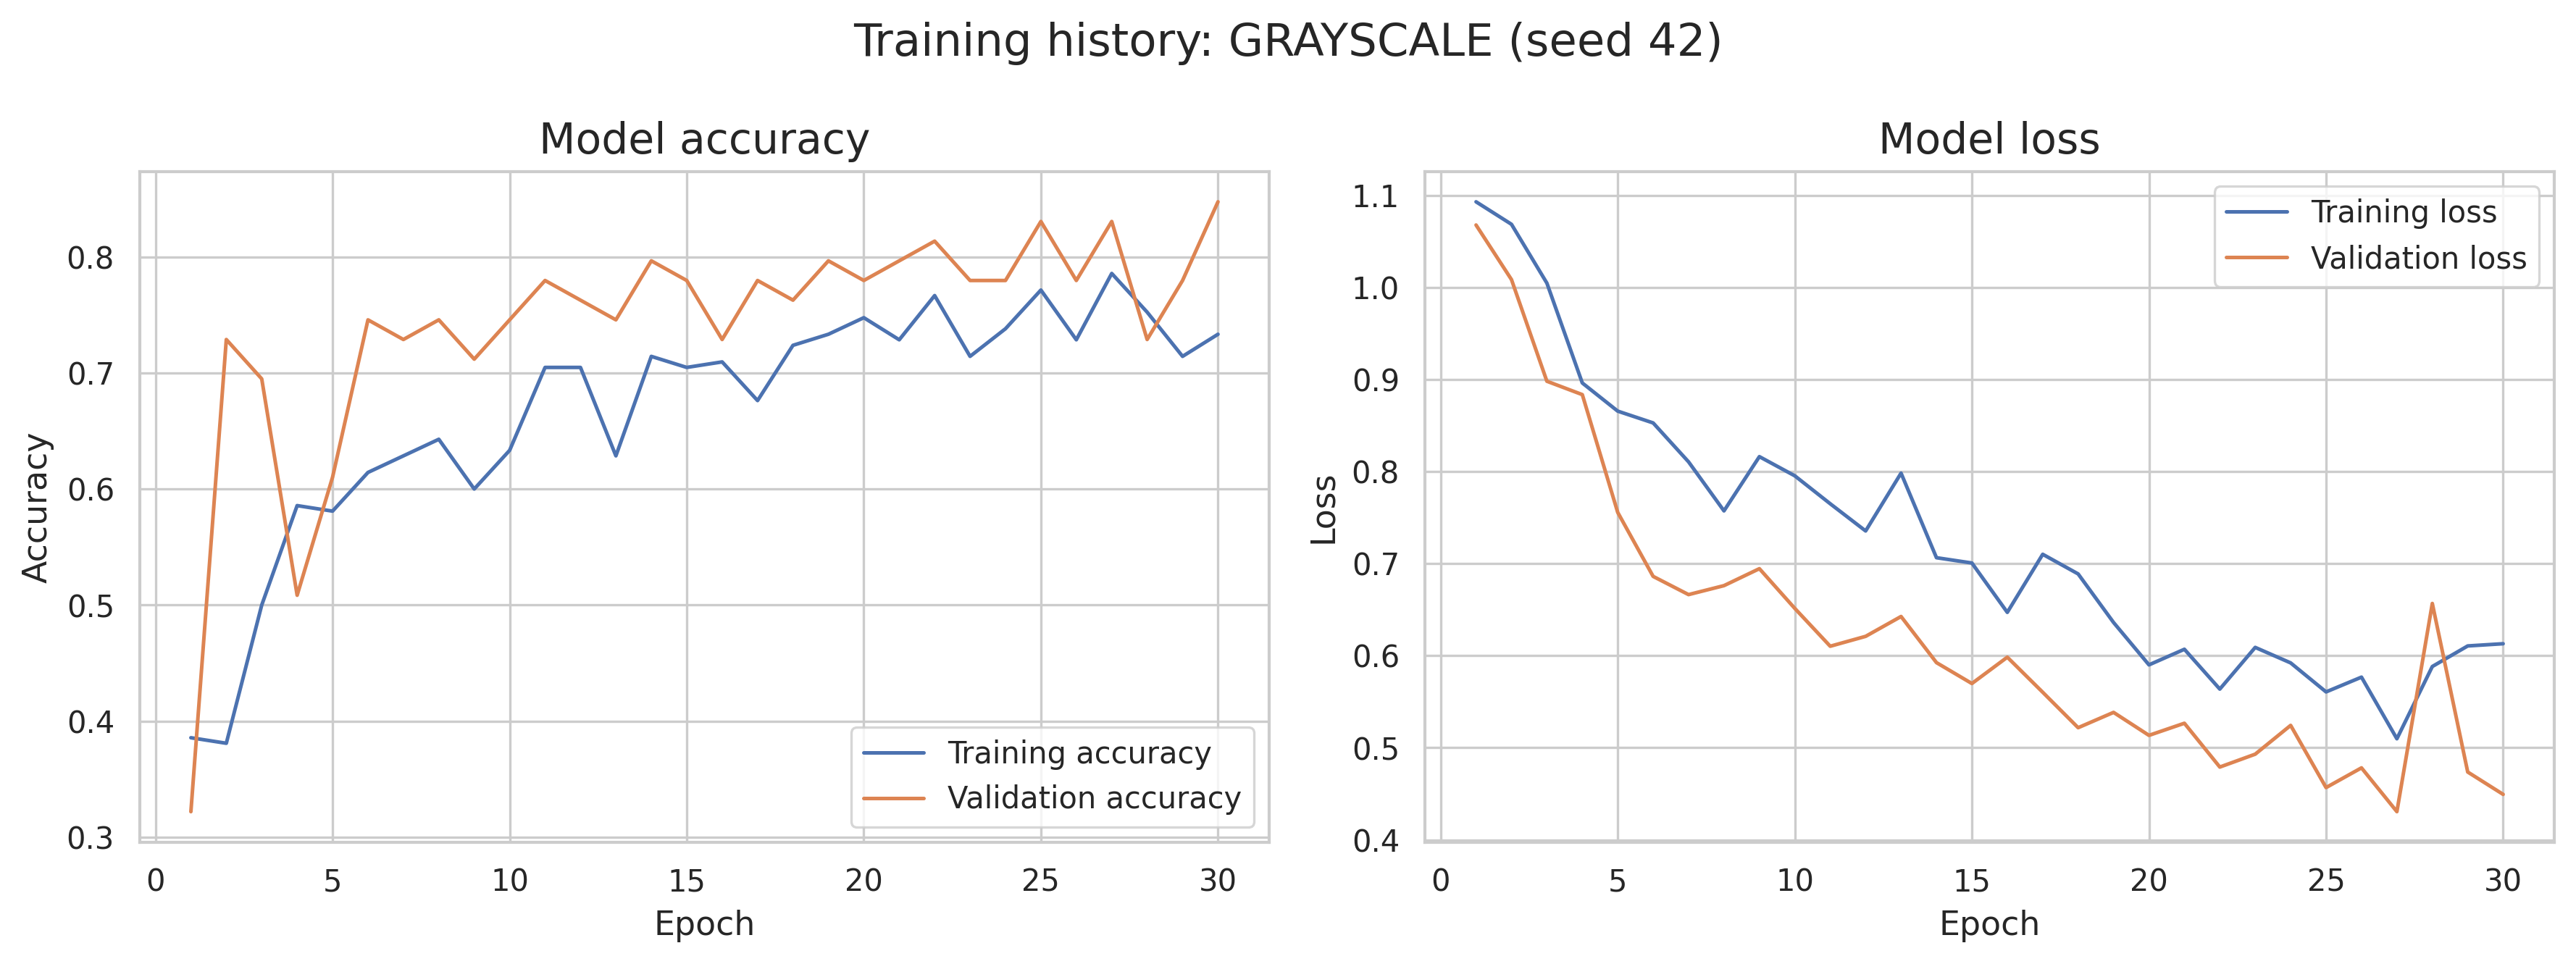 Training history: GRAYSCALE (seed 42)
Model accuracy
Accuracy
0.8
0.7
0.6
0.5
0.4
0.3
Training accuracy
Validation accuracy
0 5 10 15 20 25 30
Epoch
Model loss
Loss
1.1
1.0
0.9
0.8
0.7
0.6
0.5
0.4
Training loss
Validation loss
0 5 10 15 20 25 30
Epoch